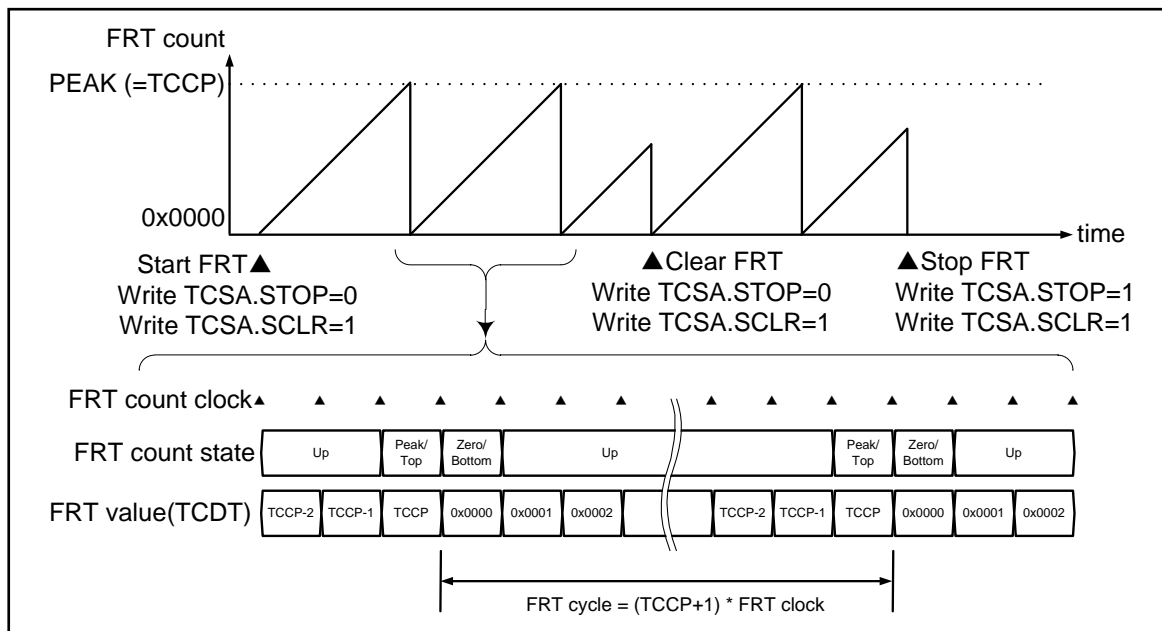 FRT count
PEAK (=TCCP)
0x0000
time
Start FRT▲
Write TCSA.STOP=0
Write TCSA.SCLR=1
▲Clear FRT
Write TCSA.STOP=0
Write TCSA.SCLR=1
▲Stop FRT
Write TCSA.STOP=1
Write TCSA.SCLR=1
FRT count clock
FRT count state
Up
Peak/
Top
Zero/
Bottom
Up
Peak/
Top
Zero/
Bottom
Up
FRT value(TCDT)
TCCP-2
TCCP-1
TCCP
0x0000
0x0001
0x0002
TCCP-2
TCCP-1
TCCP
0x0000
0x0001
0x0002
FRT cycle = (TCCP+1) * FRT clock